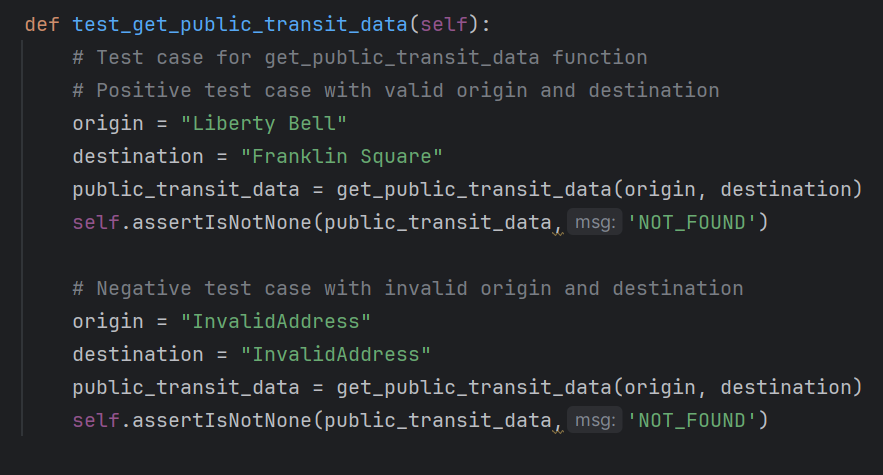 def test_get_public_transit_data(self):
    # Test case for get_public_transit_data function
    # Positive test case with valid origin and destination
    origin = "Liberty Bell"
    destination = "Franklin Square"
    public_transit_data = get_public_transit_data(origin, destination)
    self.assertIsNotNone(public_transit_data, msg: 'NOT_FOUND')

    # Negative test case with invalid origin and destination
    origin = "InvalidAddress"
    destination = "InvalidAddress"
    public_transit_data = get_public_transit_data(origin, destination)
    self.assertIsNotNone(public_transit_data, msg: 'NOT_FOUND')